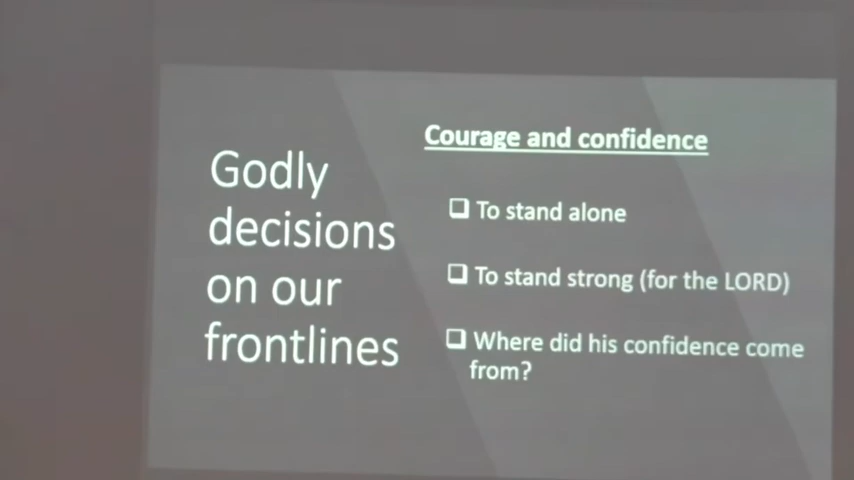 Godly
decisions
on our
frontlines
Courage and confidence
❑ To stand alone
❑ To stand strong (for the LORD)
❑ Where did his confidence come
from?